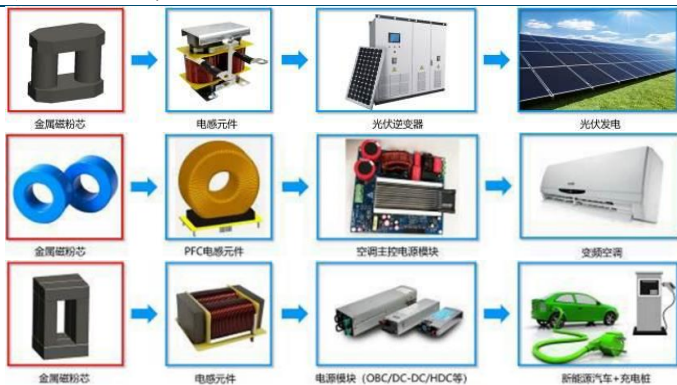 金属磁粉芯
电感元件
光伏逆变器
光伏发电
金属磁粉芯
PFC电感元件
空调主控电源模块
变频空调
金属磁粉芯
电感元件
电源模块（OBC/DC-DC/HDC等）
新能源汽车+充电桩